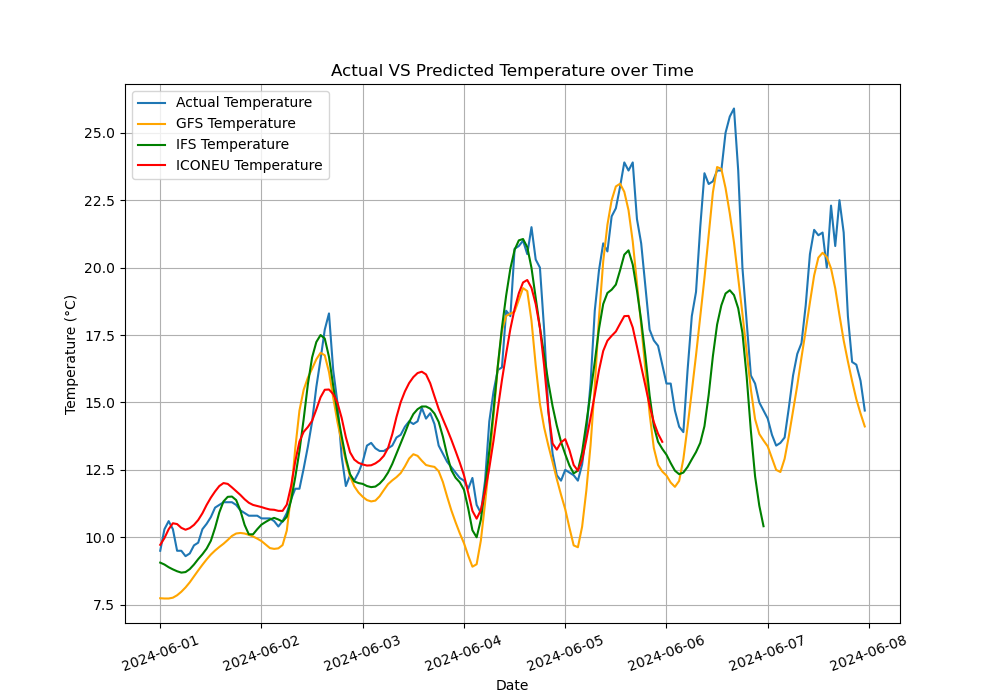 Actual VS Predicted Temperature over Time
Actual Temperature
GFS Temperature
IFS Temperature
ICONEU Temperature
Temperature (°C)
25.0
22.5
20.0
17.5
15.0
12.5
10.0
7.5
2024-06-01
2024-06-02
2024-06-03
2024-06-04
2024-06-05
2024-06-06
2024-06-07
2024-06-08
Date